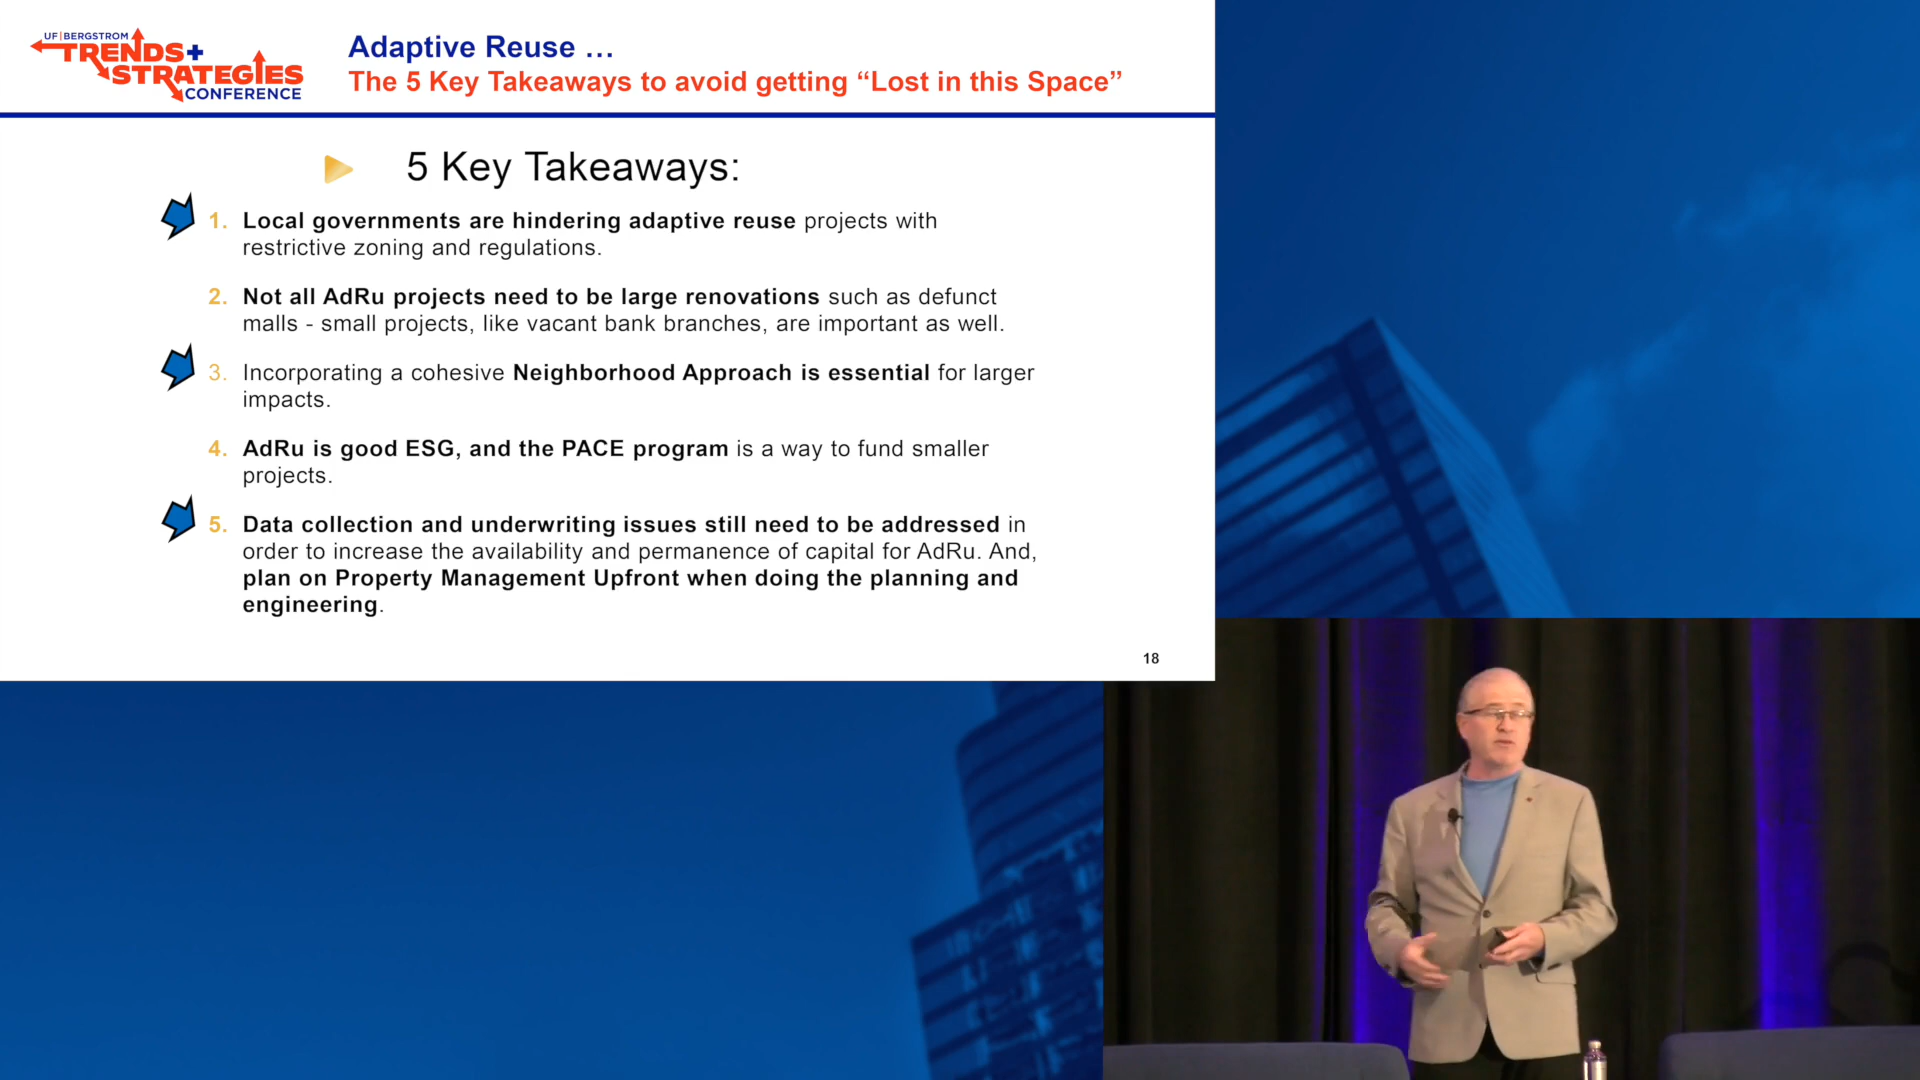 UF|BERGSTROM
TRENDS+
STRATEGIES
CONFERENCE
Adaptive Reuse …
The 5 Key Takeaways to avoid getting “Lost in this Space”
5 Key Takeaways:
1. Local governments are hindering adaptive reuse projects with
restrictive zoning and regulations.
2. Not all AdRu projects need to be large renovations such as defunct
malls - small projects, like vacant bank branches, are important as well.
3. Incorporating a cohesive Neighborhood Approach is essential for larger
impacts.
4. AdRu is good ESG, and the PACE program is a way to fund smaller
projects.
5. Data collection and underwriting issues still need to be addressed in
order to increase the availability and permanence of capital for AdRu. And,
plan on Property Management Upfront when doing the planning and
engineering.
18